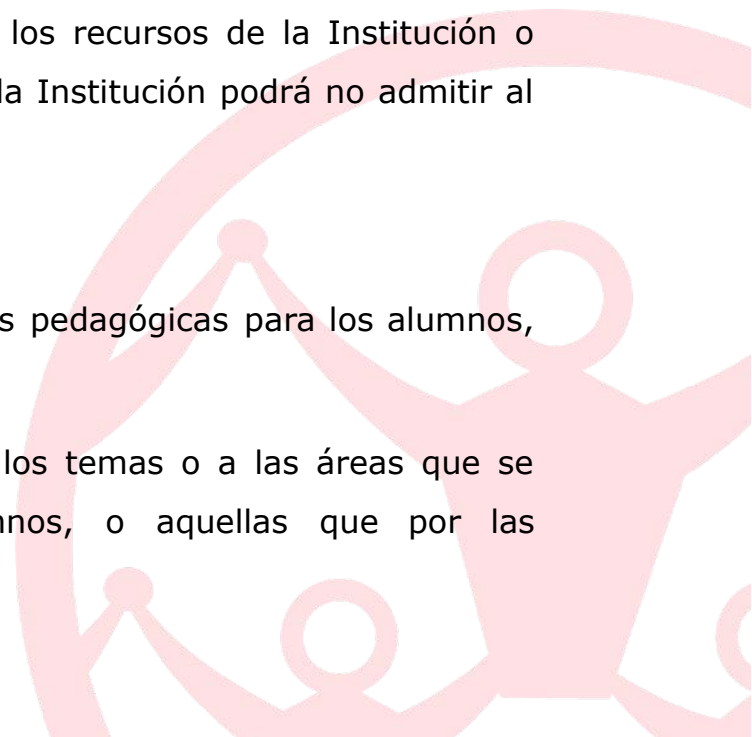 los recursos de la Institución o
la Institución podrá no admitir al
s pedagógicas para los alumnos,
los temas o a las áreas que se
nnos, o aquellas que por las